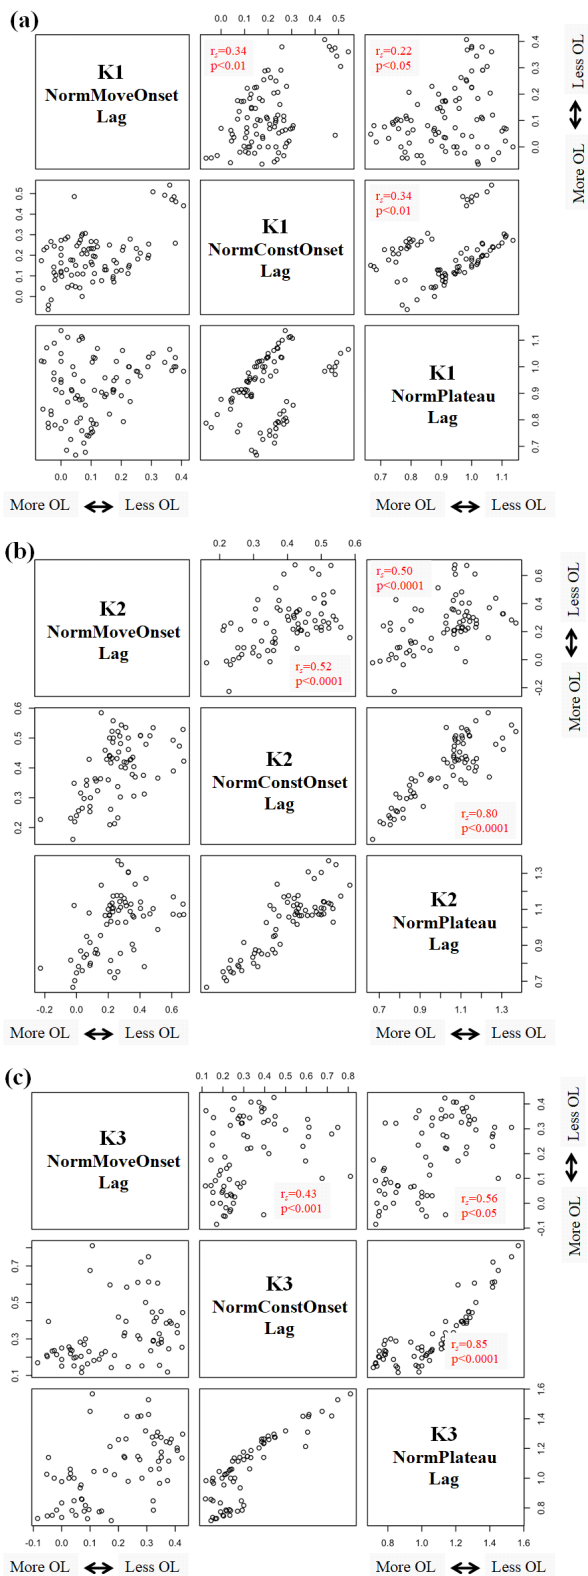 (a)
0.0 0.1 0.2 0.3 0.4 0.5
K1
NormMoveOnset
Lag
rs=0.34
p<0.01
rs=0.22
p<0.05
0.0 0.1 0.2 0.3 0.4
More OL Less OL
0.0 0.1 0.2 0.3 0.4 0.5
K1
NormConstOnset
Lag
rs=0.34
p<0.01
K1
NormPlateau
Lag
0.7 0.8 0.9 1.0 1.1
0.0 0.1 0.2 0.3 0.4
0.7 0.8 0.9 1.0 1.1
More OL Less OL
More OL Less OL
(b)
0.2 0.3 0.4 0.5 0.6
K2
NormMoveOnset
Lag
rs=0.52
p<0.0001
rs=0.50
p<0.0001
-0.2 0.0 0.2 0.4 0.6
More OL Less OL
0.2 0.3 0.4 0.5 0.6
K2
NormConstOnset
Lag
rs=0.80
p<0.0001
K2
NormPlateau
Lag
0.7 0.9 1.1 1.3
-0.2 0.0 0.2 0.4 0.6
0.7 0.9 1.1 1.3
More OL Less OL
More OL Less OL
(c)
0.1 0.2 0.3 0.4 0.5 0.6 0.7 0.8
K3
NormMoveOnset
Lag
rs=0.43
p<0.001
rs=0.56
p<0.05
-0.1 0.0 0.1 0.2 0.3 0.4
More OL Less OL
0.1 0.3 0.5 0.7
K3
NormConstOnset
Lag
rs=0.85
p<0.0001
K3
NormPlateau
Lag
0.8 1.0 1.2 1.4 1.6
-0.1 0.0 0.1 0.2 0.3 0.4
0.8 1.0 1.2 1.4 1.6
More OL Less OL
More OL Less OL